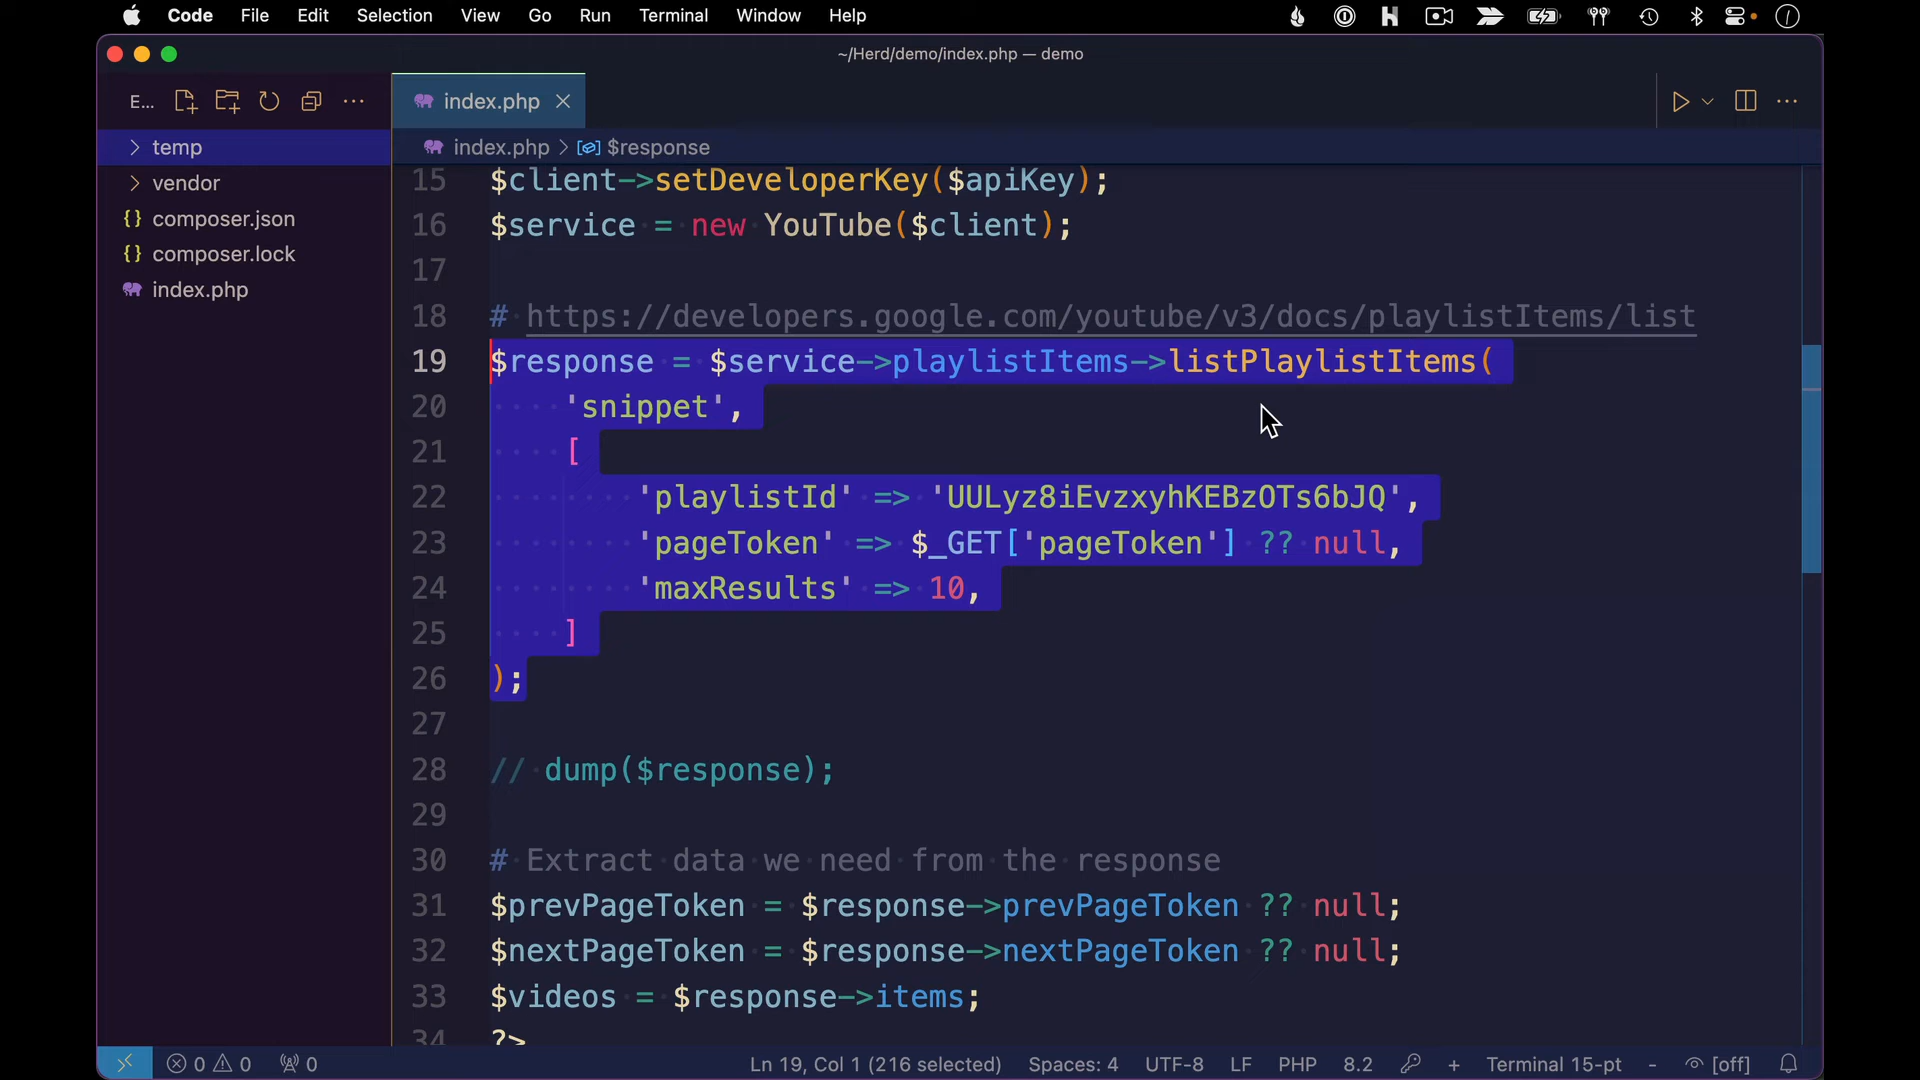 Code File Edit Selection View Go Run Terminal Window Help
~/Herd/demo/index.php — demo
E...
index.php
temp
index.php > $response
vendor
composer.json
composer.lock
index.php
15 $client->setDeveloperKey($apiKey);
16 $service = new YouTube($client);
17
18 # https://developers.google.com/youtube/v3/docs/playlistItems/list
19 $response = $service->playlistItems->listPlaylistItems(
20 'snippet',
21 [
22 'playlistId' => 'UULyz8iEvzxyhKEBzOTs6bJQ',
23 'pageToken' => $_GET['pageToken'] ?? null,
24 'maxResults' => 10,
25 ]
26 );
27
28 // dump($response);
29
30 # Extract data we need from the response
31 $prevPageToken = $response->prevPageToken ?? null;
32 $nextPageToken = $response->nextPageToken ?? null;
33 $videos = $response->items;
34 ?>
0 0 0 Ln 19, Col 1 (216 selected) Spaces: 4 UTF-8 LF PHP 8.2 + Terminal 15-pt - [off]